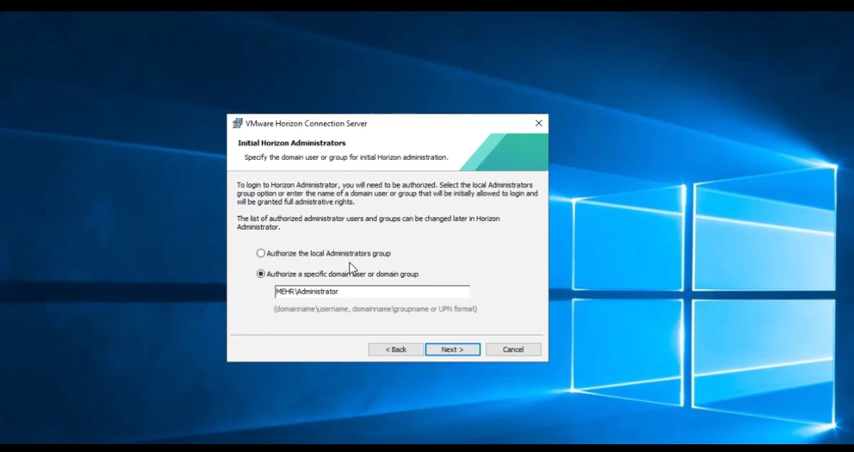 VMware Horizon Connection Server
Initial Horizon Administrators
Specify the domain user or group for initial Horizon administration.
To login to Horizon Administrator, you will need to be authorized. Select the local Administrators
group option or enter the name of a domain user or group that will be initially allowed to login and
will be granted full admistrative rights.
The list of authorized administrator users and groups can be changed later in Horizon
Administrator.
Authorize the local Administrators group
Authorize a specific domain user or domain group
MEHR\Administrator
(domainname\username, domainname\groupname or UPN format)
< Back
Next >
Cancel